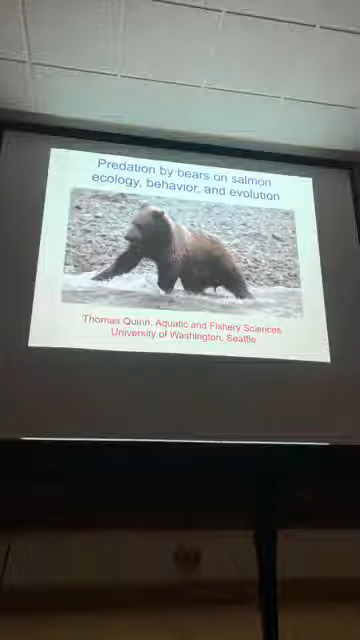 Predation by bears on salmon
ecology, behavior, and evolution
Thomas Quinn, Aquatic and Fishery Sciences
University of Washington, Seattle